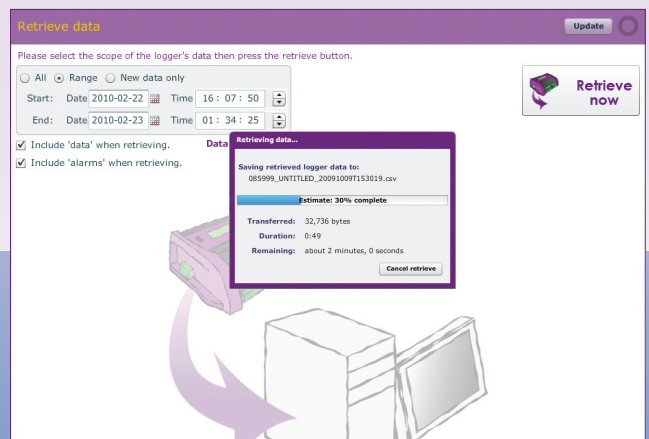 Retrieve data
Update
Please select the scope of the logger's data then press the retrieve button.
All Range New data only
Start: Date 2010-02-22 Time 16 : 07 : 50
End: Date 2010-02-23 Time 01 : 34 : 25
Retrieve
now
Include 'data' when retrieving.
Data
Include 'alarms' when retrieving.
Retrieving data...
Saving retrieved logger data to:
085999_UNTITLED_20091009T153019.csv
Estimate: 30% complete
Transferred: 32,736 bytes
Duration: 0:49
Remaining: about 2 minutes, 0 seconds
Cancel retrieve